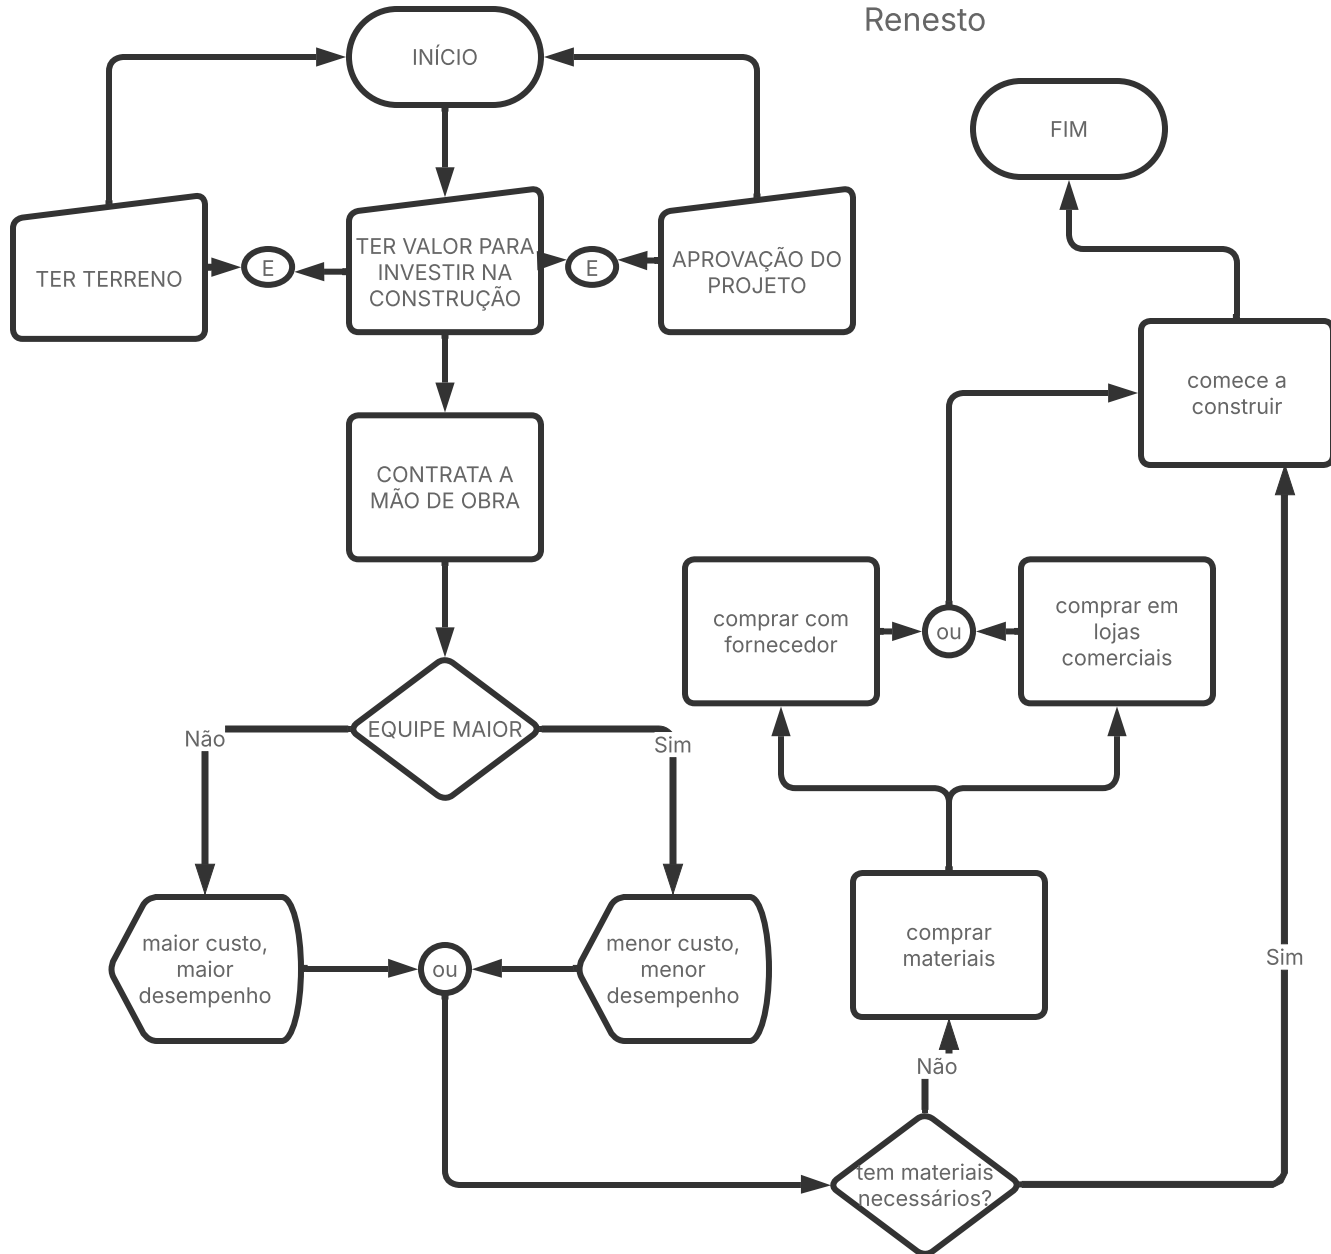 Renesto
INÍCIO
FIM
TER TERRENO
E
TER VALOR PARA
INVESTIR NA
CONSTRUÇÃO
E
APROVAÇÃO DO
PROJETO
comece a
construir
CONTRATA A
MÃO DE OBRA
comprar com
fornecedor
ou
comprar em
lojas
comerciais
EQUIPE MAIOR
Não
Sim
maior custo,
maior
desempenho
ou
menor custo,
menor
desempenho
comprar
materiais
Sim
Não
tem materiais
necessários?